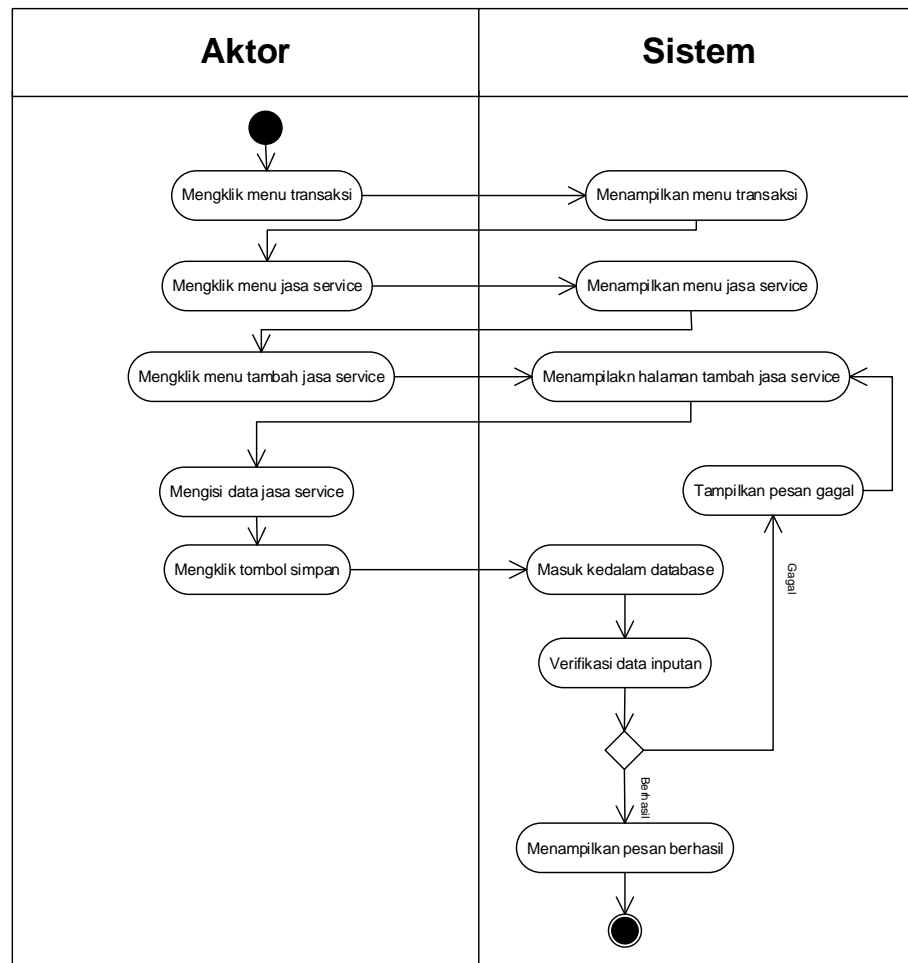 Aktor
Sistem
Mengklik menu transaksi
Menampilkan menu transaksi
Mengklik menu jasa service
Menampilkan menu jasa service
Mengklik menu tambah jasa service
Menampilakn halaman tambah jasa service
Mengisi data jasa service
Tampilkan pesan gagal
Mengklik tombol simpan
Masuk kedalam database
Gagal
Verifikasi data inputan
Berhasil
Menampilkan pesan berhasil